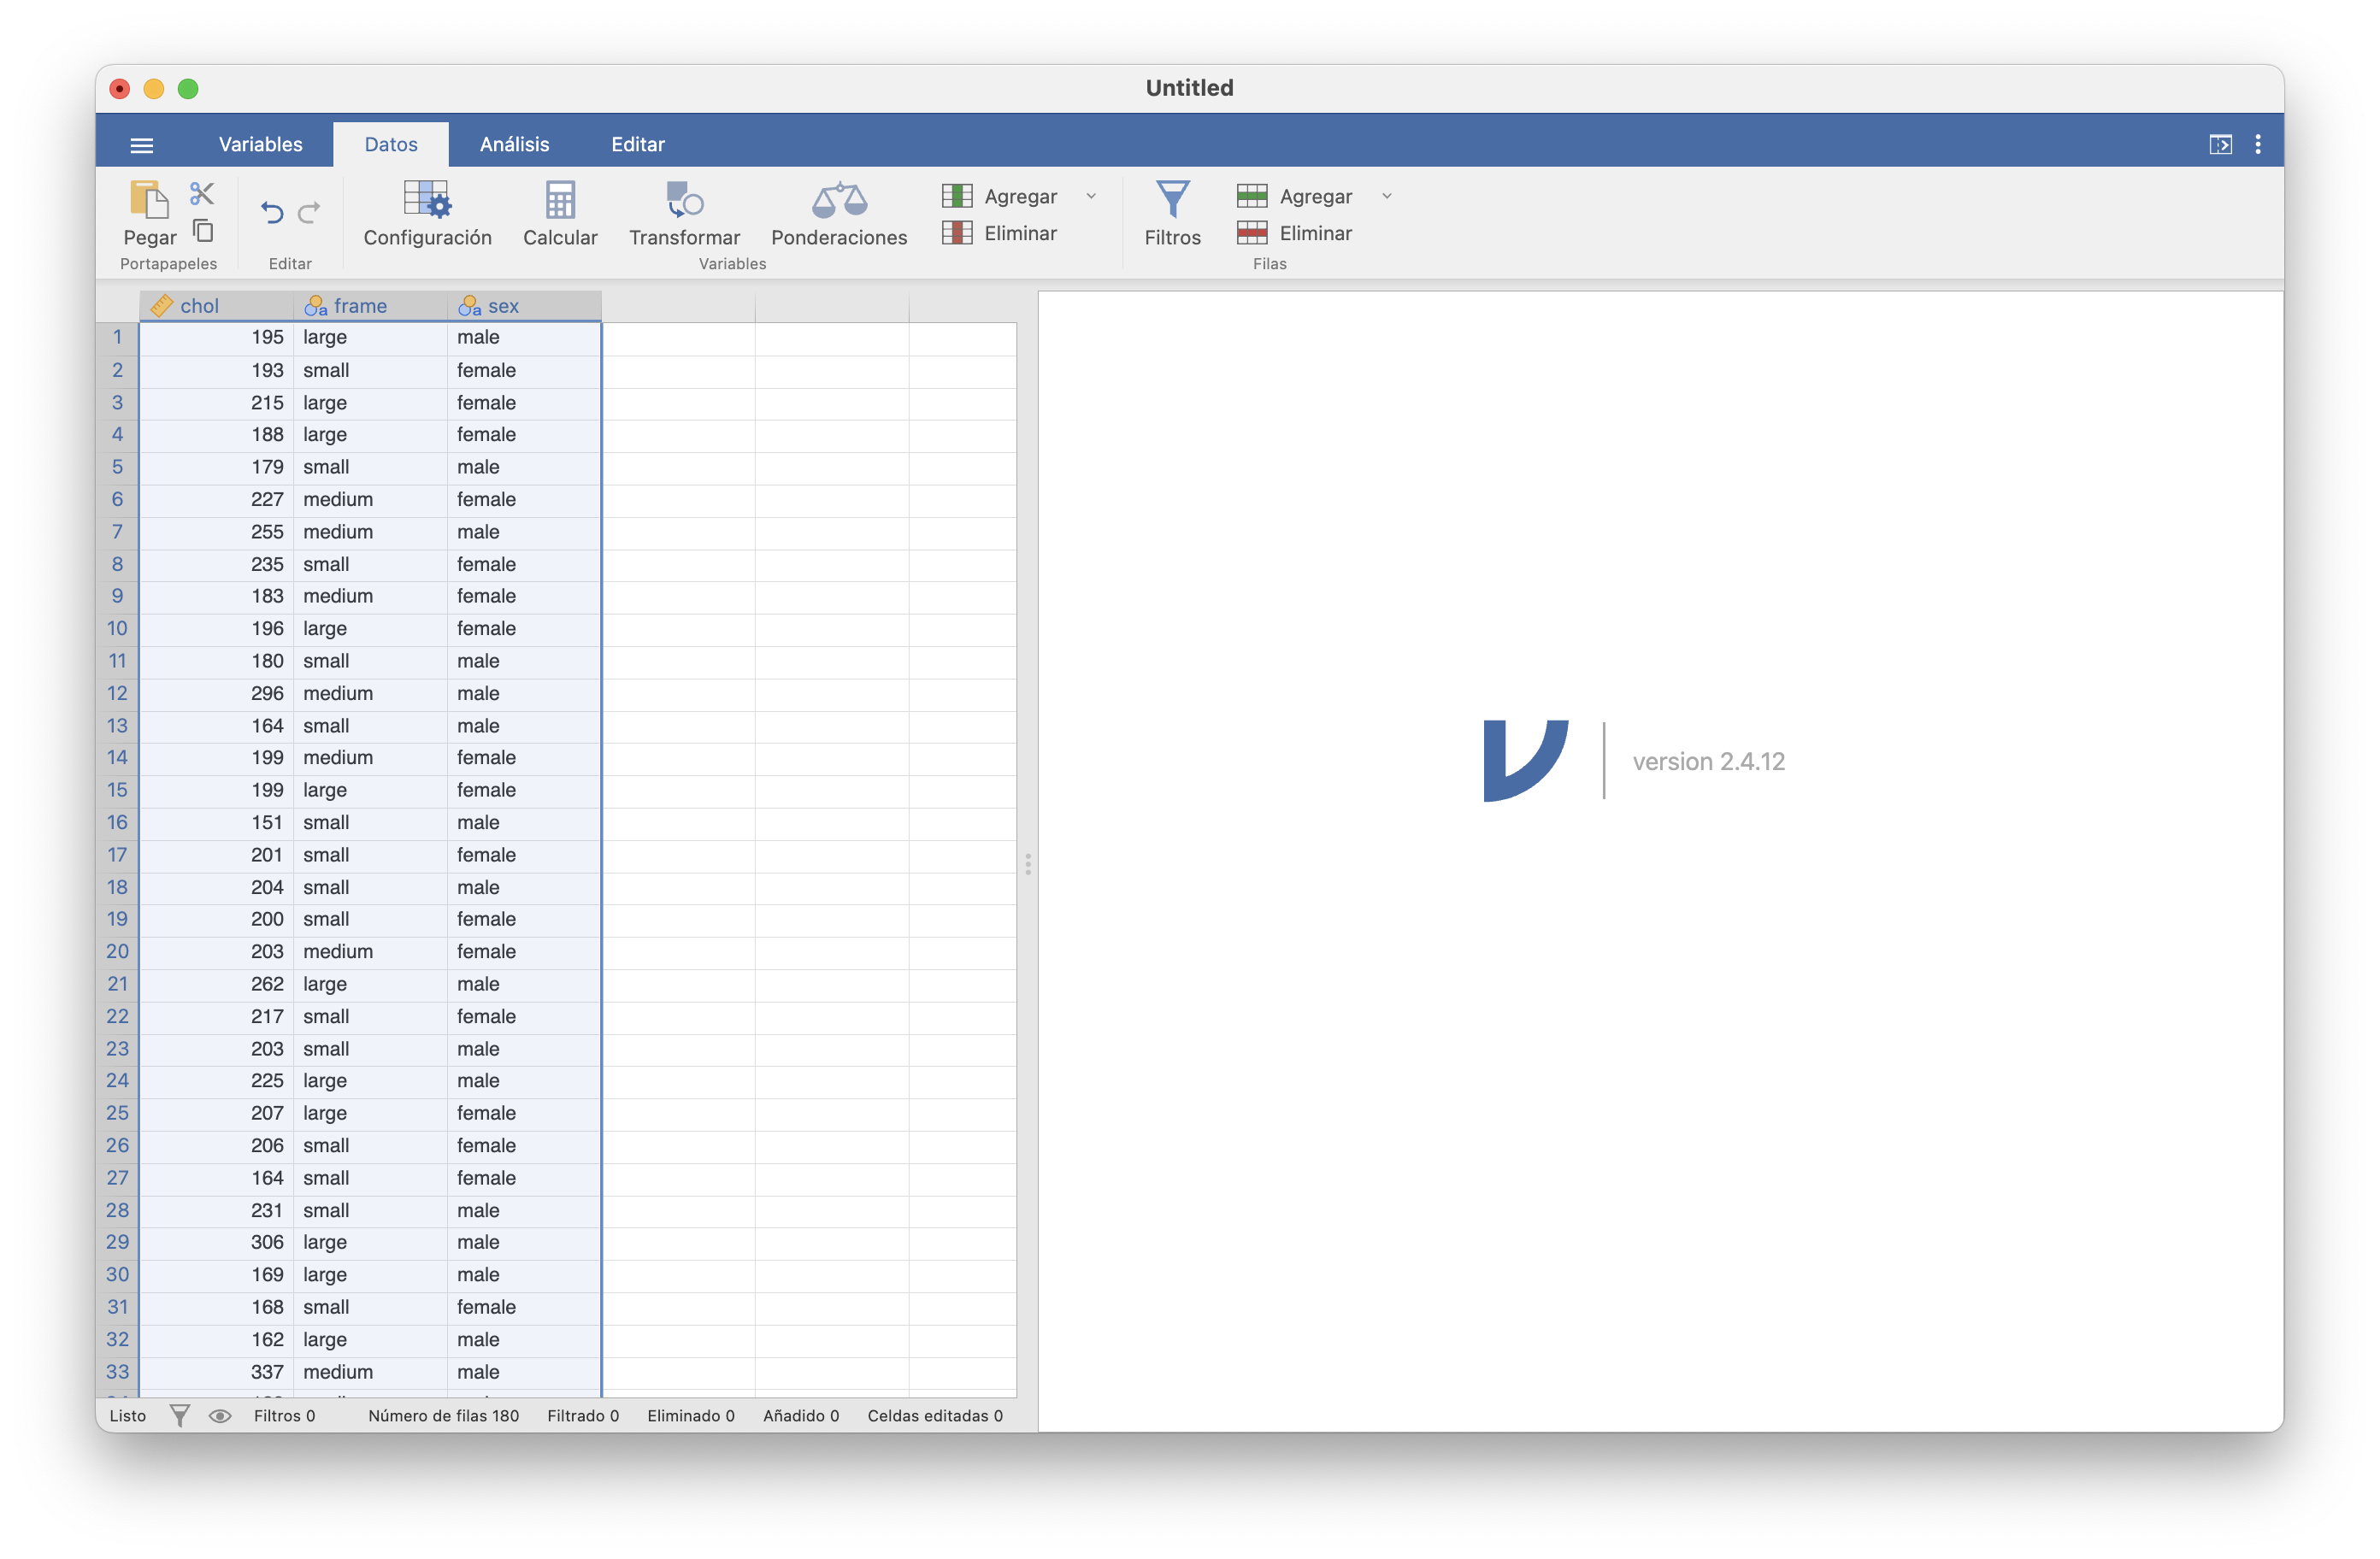 Untitled
Variables Datos Análisis Editar
Pegar Configuración Calcular Transformar Ponderaciones Agregar Eliminar Filtros Agregar Eliminar
Portapapeles Editar Variables Filas
chol frame sex
1 195 large male
2 193 small female
3 215 large female
4 188 large female
5 179 small male
6 227 medium female
7 255 medium male
8 235 small female
9 183 medium female
10 196 large female
11 180 small male
12 296 medium male
13 164 small male
14 199 medium female
15 199 large female
16 151 small male
17 201 small female
18 204 small male
19 200 small female
20 203 medium female
21 262 large male
22 217 small female
23 203 small male
24 225 large male
25 207 large female
26 206 small female
27 164 small female
28 231 small male
29 306 large male
30 169 large male
31 168 small female
32 162 large male
33 337 medium male
version 2.4.12
Listo Filtros 0 Número de filas 180 Filtrado 0 Eliminado 0 Añadido 0 Celdas editadas 0